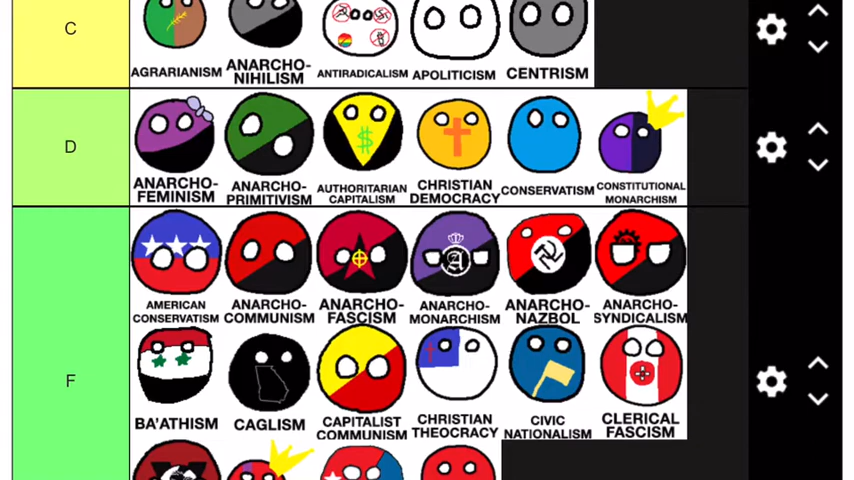 C
AGRARIANISM
ANARCHO-
NIHILISM
ANTIRADICALISM
APOLITICISM
CENTRISM
D
ANARCHO-
FEMINISM
ANARCHO-
PRIMITIVISM
$
AUTHORITARIAN
CAPITALISM
CHRISTIAN
DEMOCRACY
CONSERVATISM
CONSTITUTIONAL
MONARCHISM
F
AMERICAN
CONSERVATISM
ANARCHO-
COMMUNISM
ANARCHO-
FASCISM
A
ANARCHO-
MONARCHISM
ANARCHO-
NAZBOL
ANARCHO-
SYNDICALISM
BA'ATHISM
CAGLISM
CAPITALIST
COMMUNISM
CHRISTIAN
THEOCRACY
CIVIC
NATIONALISM
CLERICAL
FASCISM